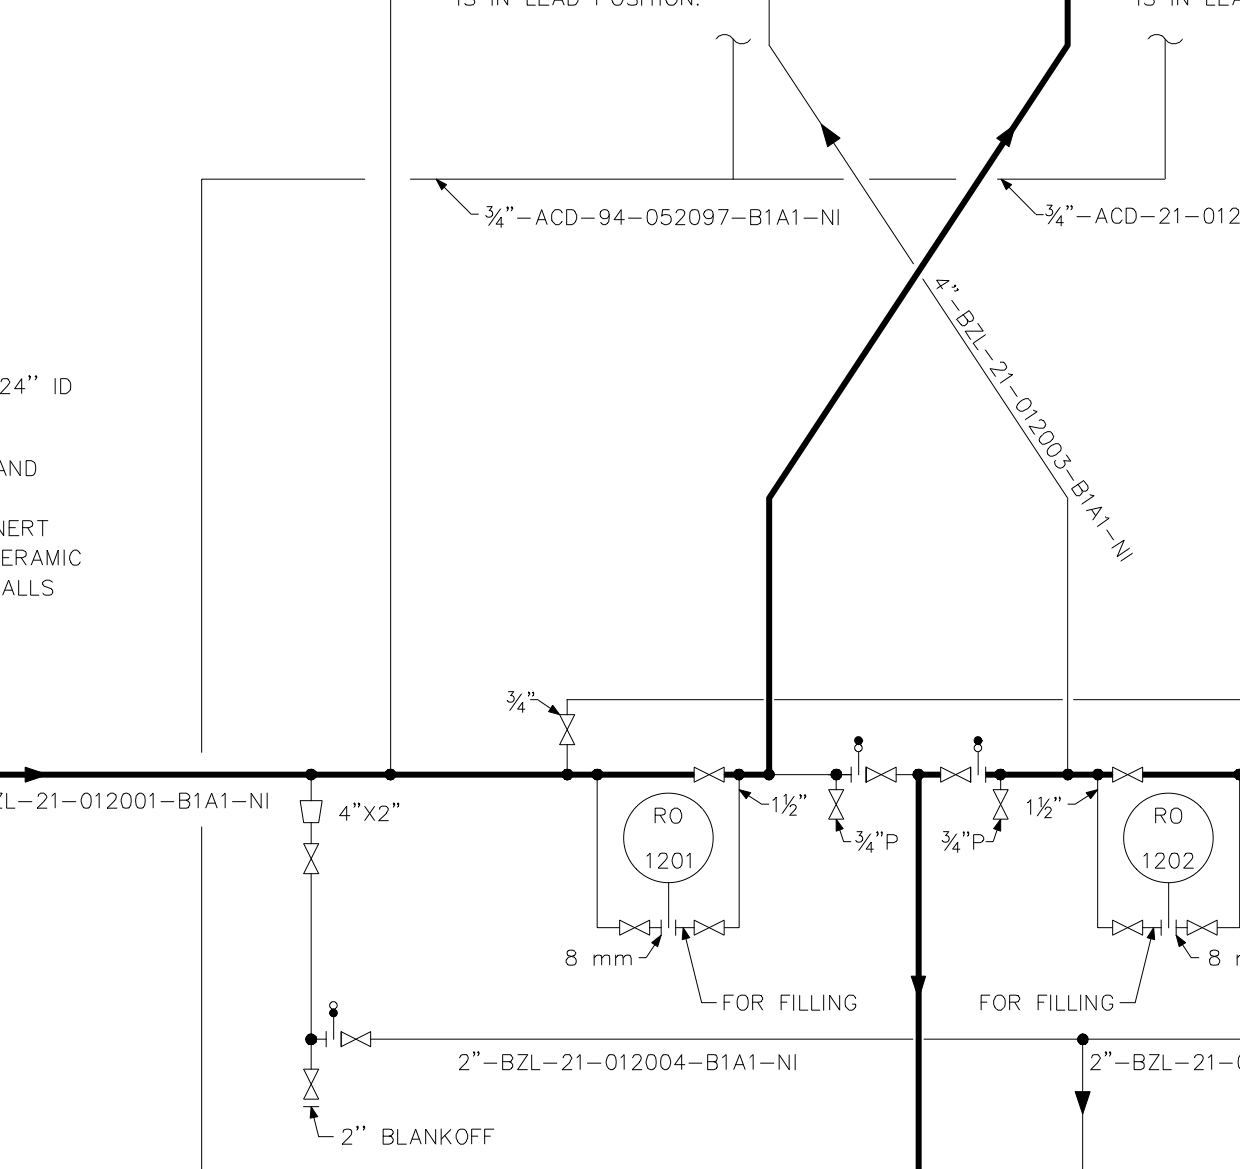 IS IN LEAD POSITION.
IS IN LEA
¾"-ACD-94-052097-B1A1-NI
¾"-ACD-21-012
4"-BZL-21-012003-B1A1-NI
24" ID
AND
NERT
ERAMIC
ALLS
¾"
ZL-21-012001-B1A1-NI
4"X2"
RO
1201
1½"
¾"P
¾"P
1½"
RO
1202
8 mm
8
FOR FILLING
FOR FILLING
2"-BZL-21-012004-B1A1-NI
2"-BZL-21-0
2" BLANKOFF